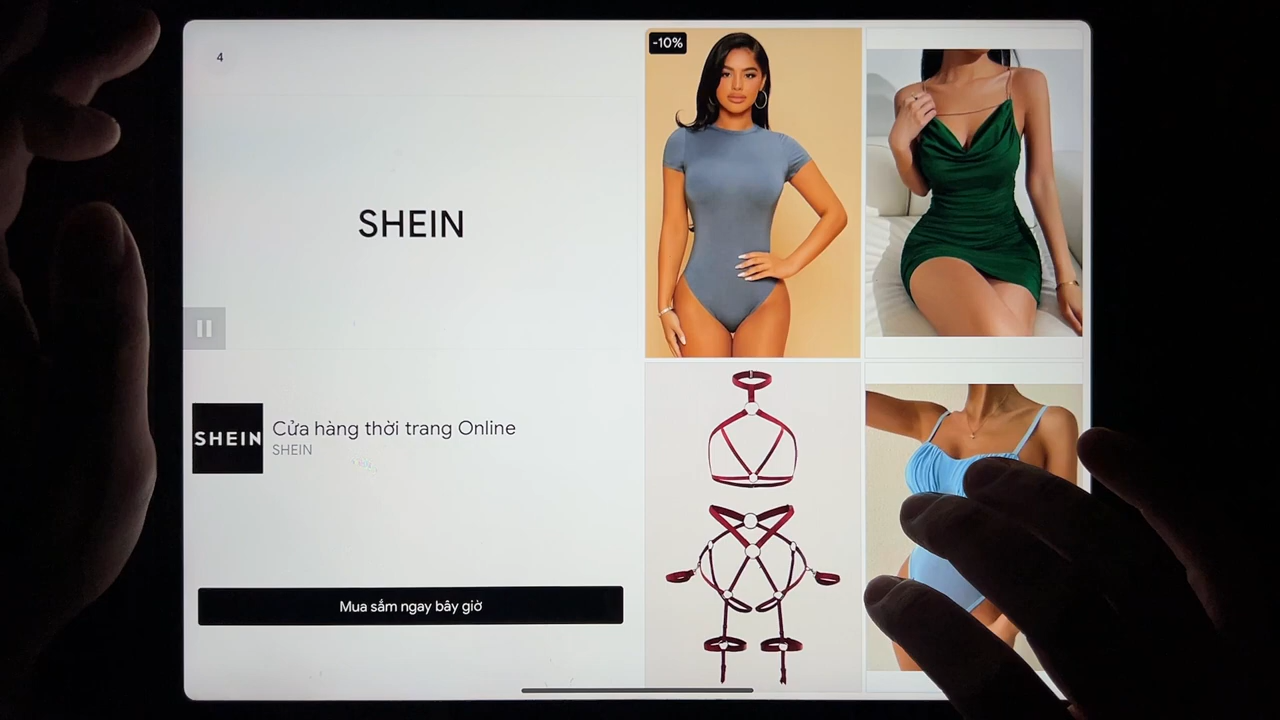 4
SHEIN
SHEIN
Cửa hàng thời trang Online
SHEIN
Mua sắm ngay bây giờ
-10%